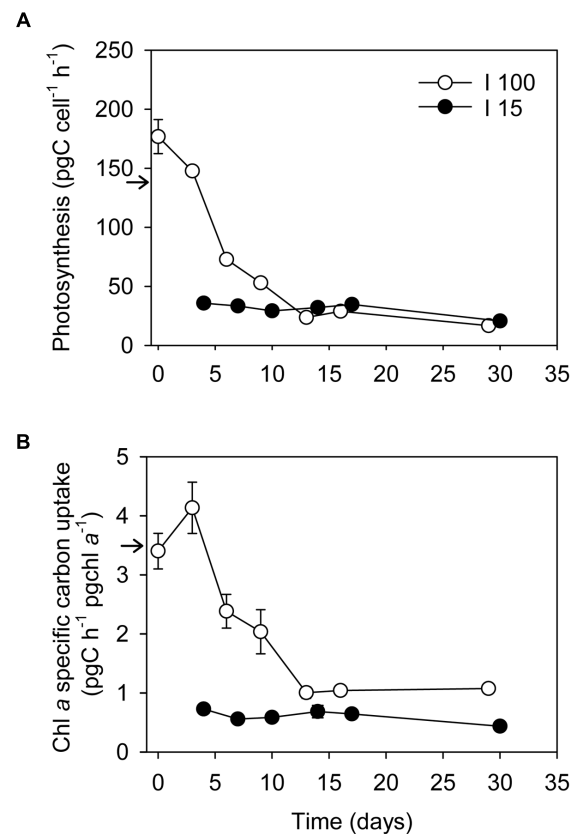 A
Photosynthesis (pgC cell⁻¹ h⁻¹)
250
200
150
100
50
0
I 100
I 15
0 5 10 15 20 25 30 35
B
Chl a specific carbon uptake
(pgC h⁻¹ pgchl a⁻¹)
5
4
3
2
1
0
0 5 10 15 20 25 30 35
Time (days)